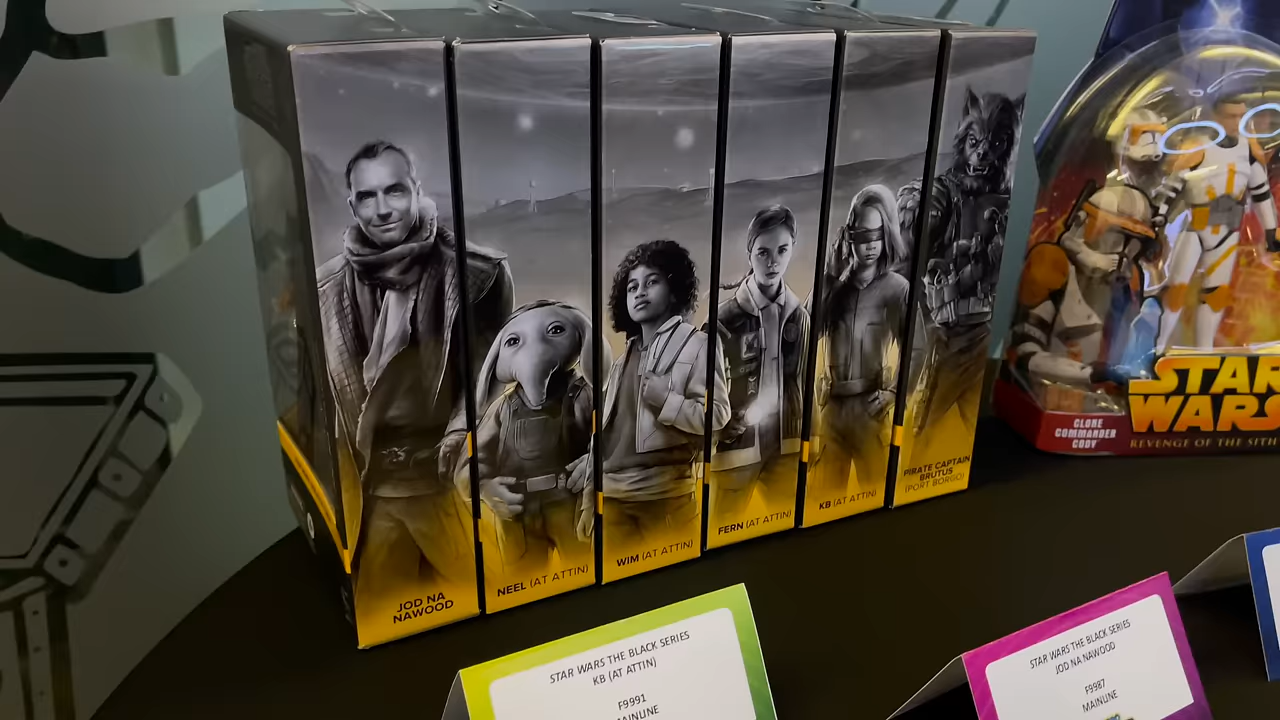 JOD NA
NAWOOD
NEEL (AT ATTIN)
WIM (AT ATTIN)
FERN (AT ATTIN)
KB (AT ATTIN)
PIRATE CAPTAIN
BRUTUS
(PORT BORGO)
STAR
WARS
REVENGE OF THE SITH
CLONE
COMMANDER
CODY
STAR WARS THE BLACK SERIES
KB (AT ATTIN)
F9991
MAINLINE
STAR WARS THE BLACK SERIES
JOD NA NAWOOD
F9987
MAINLINE